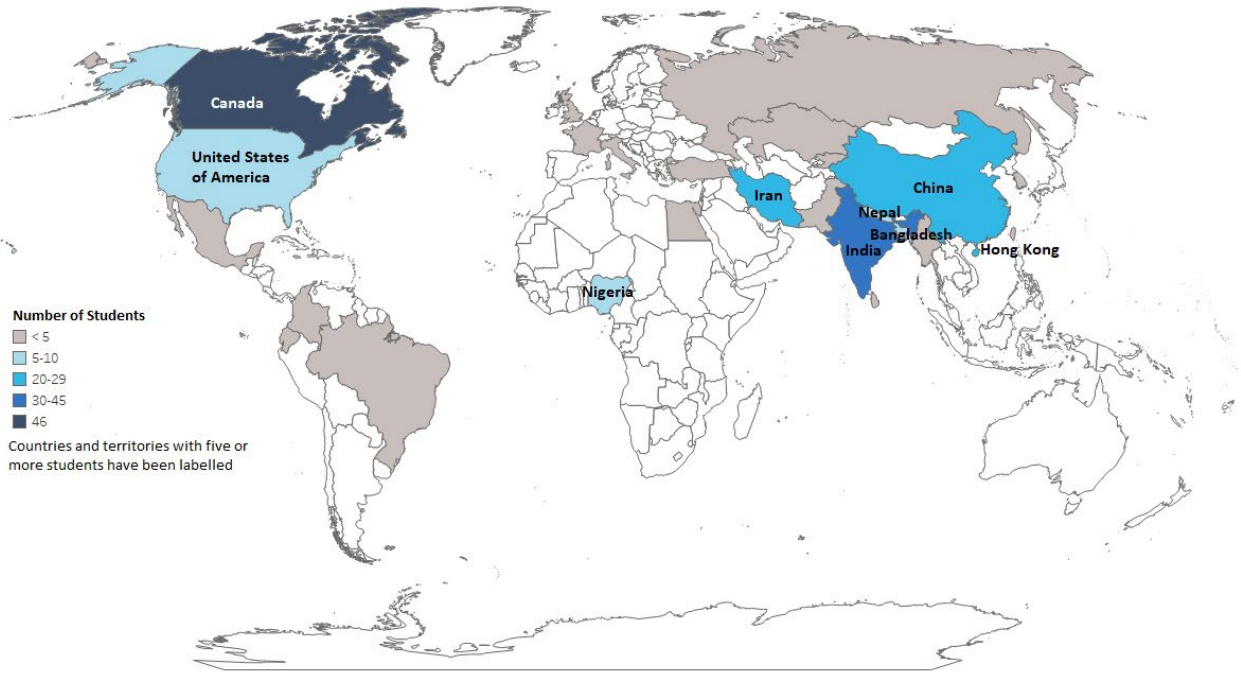 Canada
United States
of America
Iran
China
Nepal
Bangladesh
India
Hong Kong
Nigeria
Number of Students
< 5
5-10
20-29
30-45
46
Countries and territories with five or
more students have been labelled